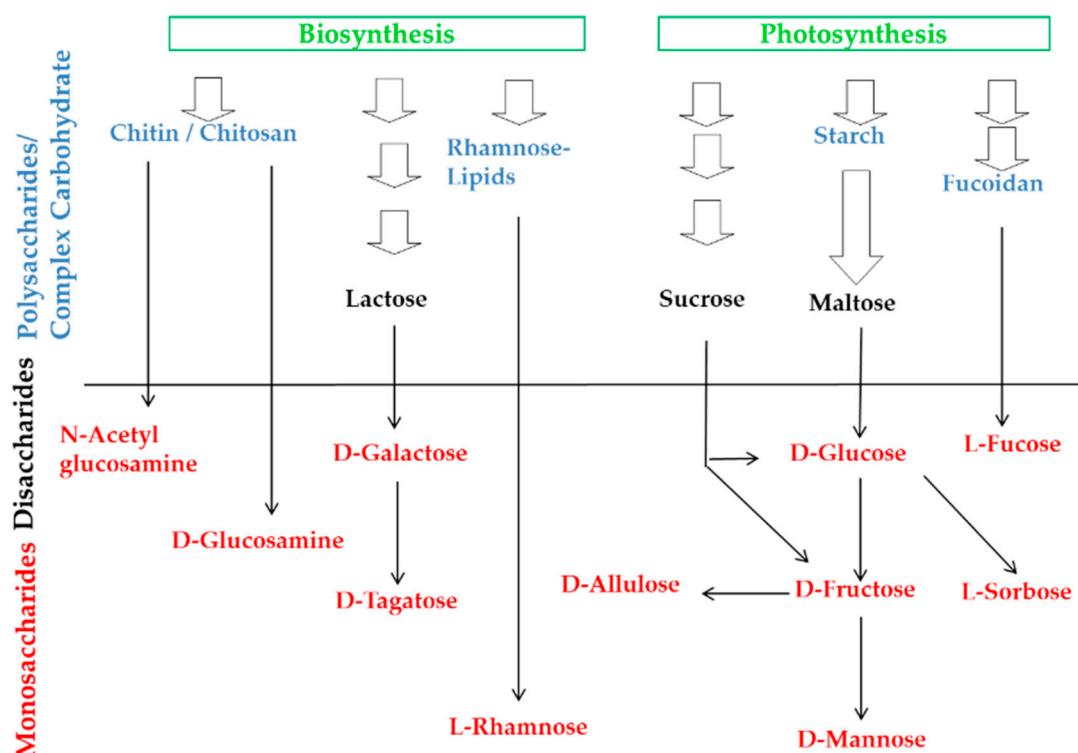 Biosynthesis
Photosynthesis
Polysaccharides/
Complex Carbohydrate
Disaccharides
Monosaccharides
Chitin / Chitosan
Rhamnose-
Lipids
Starch
Fucoidan
Lactose
Sucrose
Maltose
N-Acetyl
glucosamine
D-Galactose
D-Glucose
L-Fucose
D-Glucosamine
D-Tagatose
D-Allulose
D-Fructose
L-Sorbose
L-Rhamnose
D-Mannose